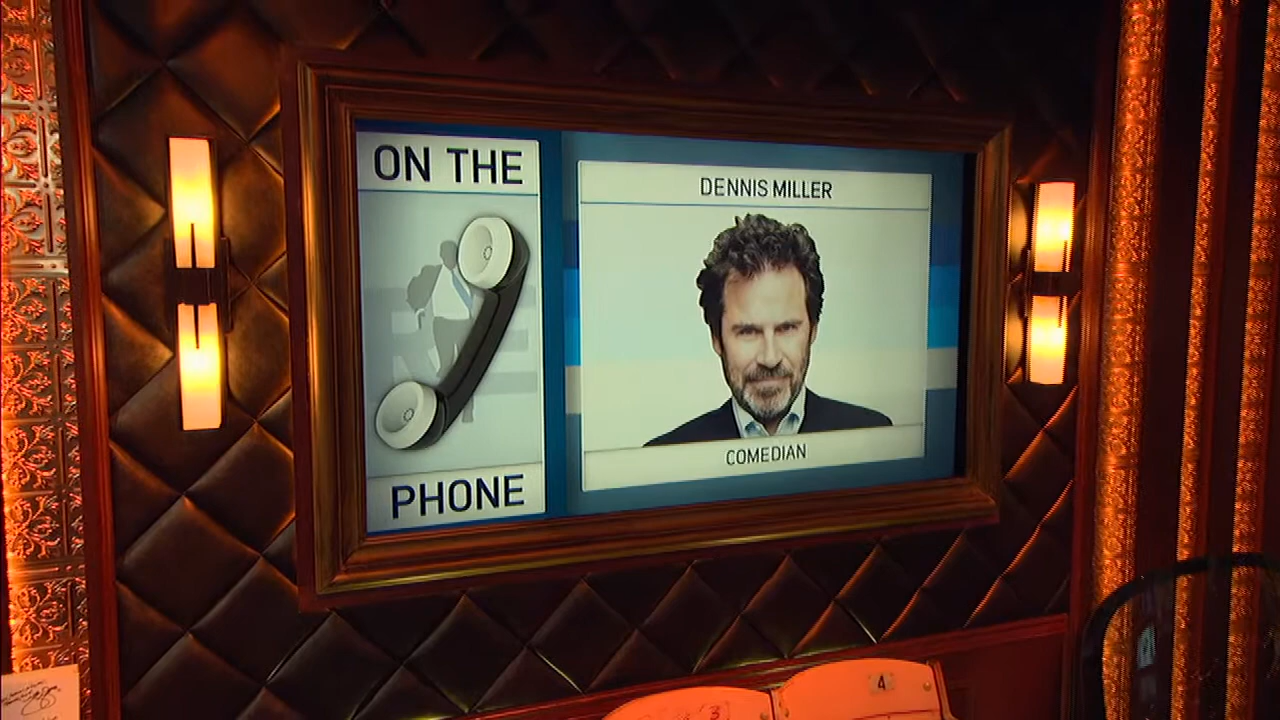 ON THE
PHONE
DENNIS MILLER
COMEDIAN
3
4